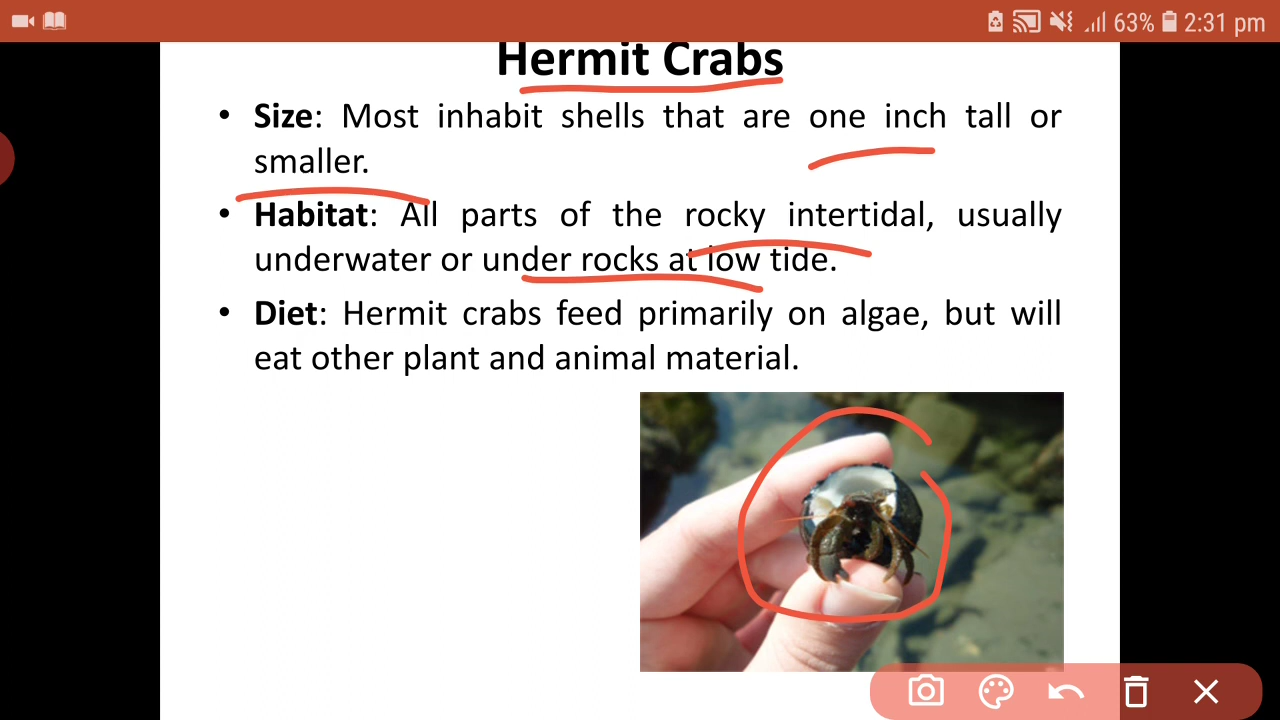 63% 2:31 pm
Hermit Crabs
• Size: Most inhabit shells that are one inch tall or
smaller.
• Habitat: All parts of the rocky intertidal, usually
underwater or under rocks at low tide.
• Diet: Hermit crabs feed primarily on algae, but will
eat other plant and animal material.